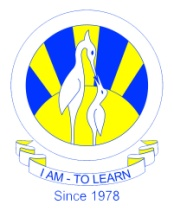 I AM - TO LEARN
Since 1978